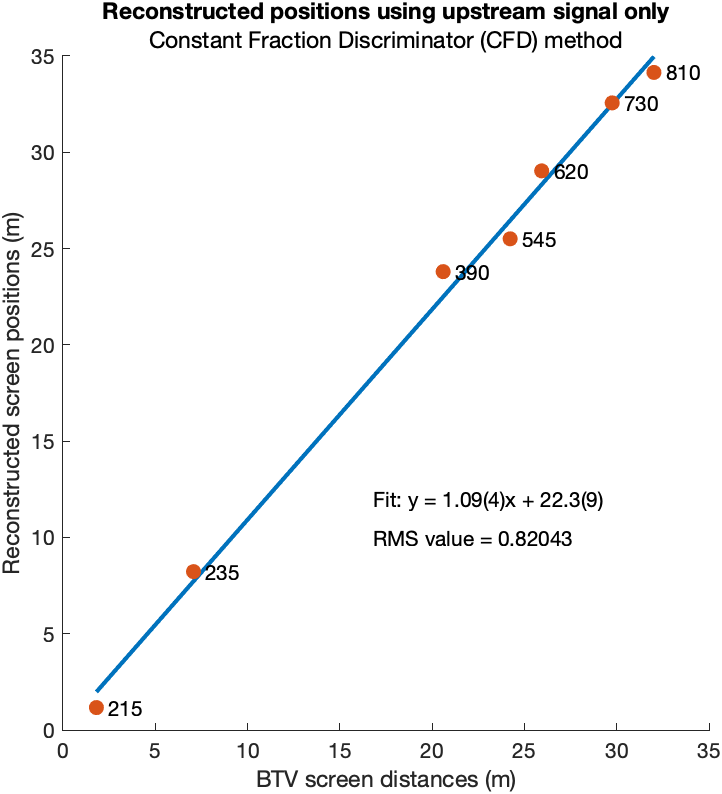 Reconstructed positions using upstream signal only
Constant Fraction Discriminator (CFD) method
Reconstructed screen positions (m)
35
30
25
20
15
10
5
0
810
730
620
545
390
235
215
Fit: y = 1.09(4)x + 22.3(9)
RMS value = 0.82043
0 5 10 15 20 25 30 35
BTV screen distances (m)